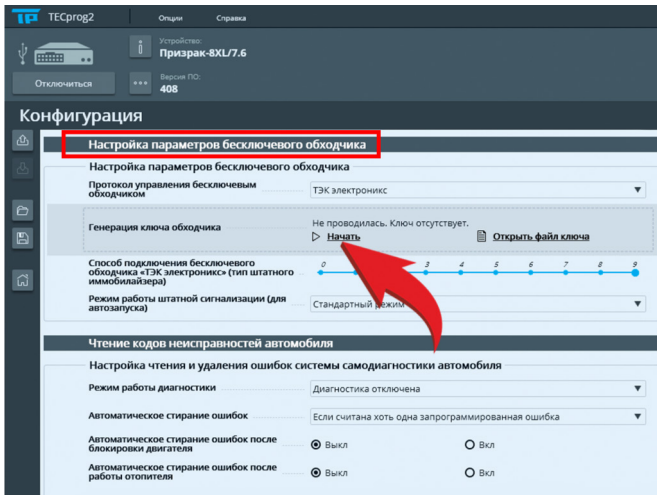 TECprog2
Опции
Справка
Устройство:
Призрак-8XL/7.6
Отключиться
Версия ПО:
408
Конфигурация
Настройка параметров бесключевого обходчика
Настройка параметров бесключевого обходчика
Протокол управления бесключевым
обходчиком
ТЭК электроникс
Генерация ключа обходчика
Не проводилась. Ключ отсутствует.
Начать
Открыть файл ключа
Способ подключения бесключевого
обходчика «ТЭК электроникс» (тип штатного
иммобилайзера)
0 3 4 5 6 7 8 9
Режим работы штатной сигнализации (для
автозапуска)
Стандартный режим
Чтение кодов неисправностей автомобиля
Настройка чтения и удаления ошибок системы самодиагностики автомобиля
Режим работы диагностики
Диагностика отключена
Автоматическое стирание ошибок
Если считана хоть одна запрограммированная ошибка
Автоматическое стирание ошибок после
блокировки двигателя
Выкл
Вкл
Автоматическое стирание ошибок после
работы отопителя
Выкл
Вкл